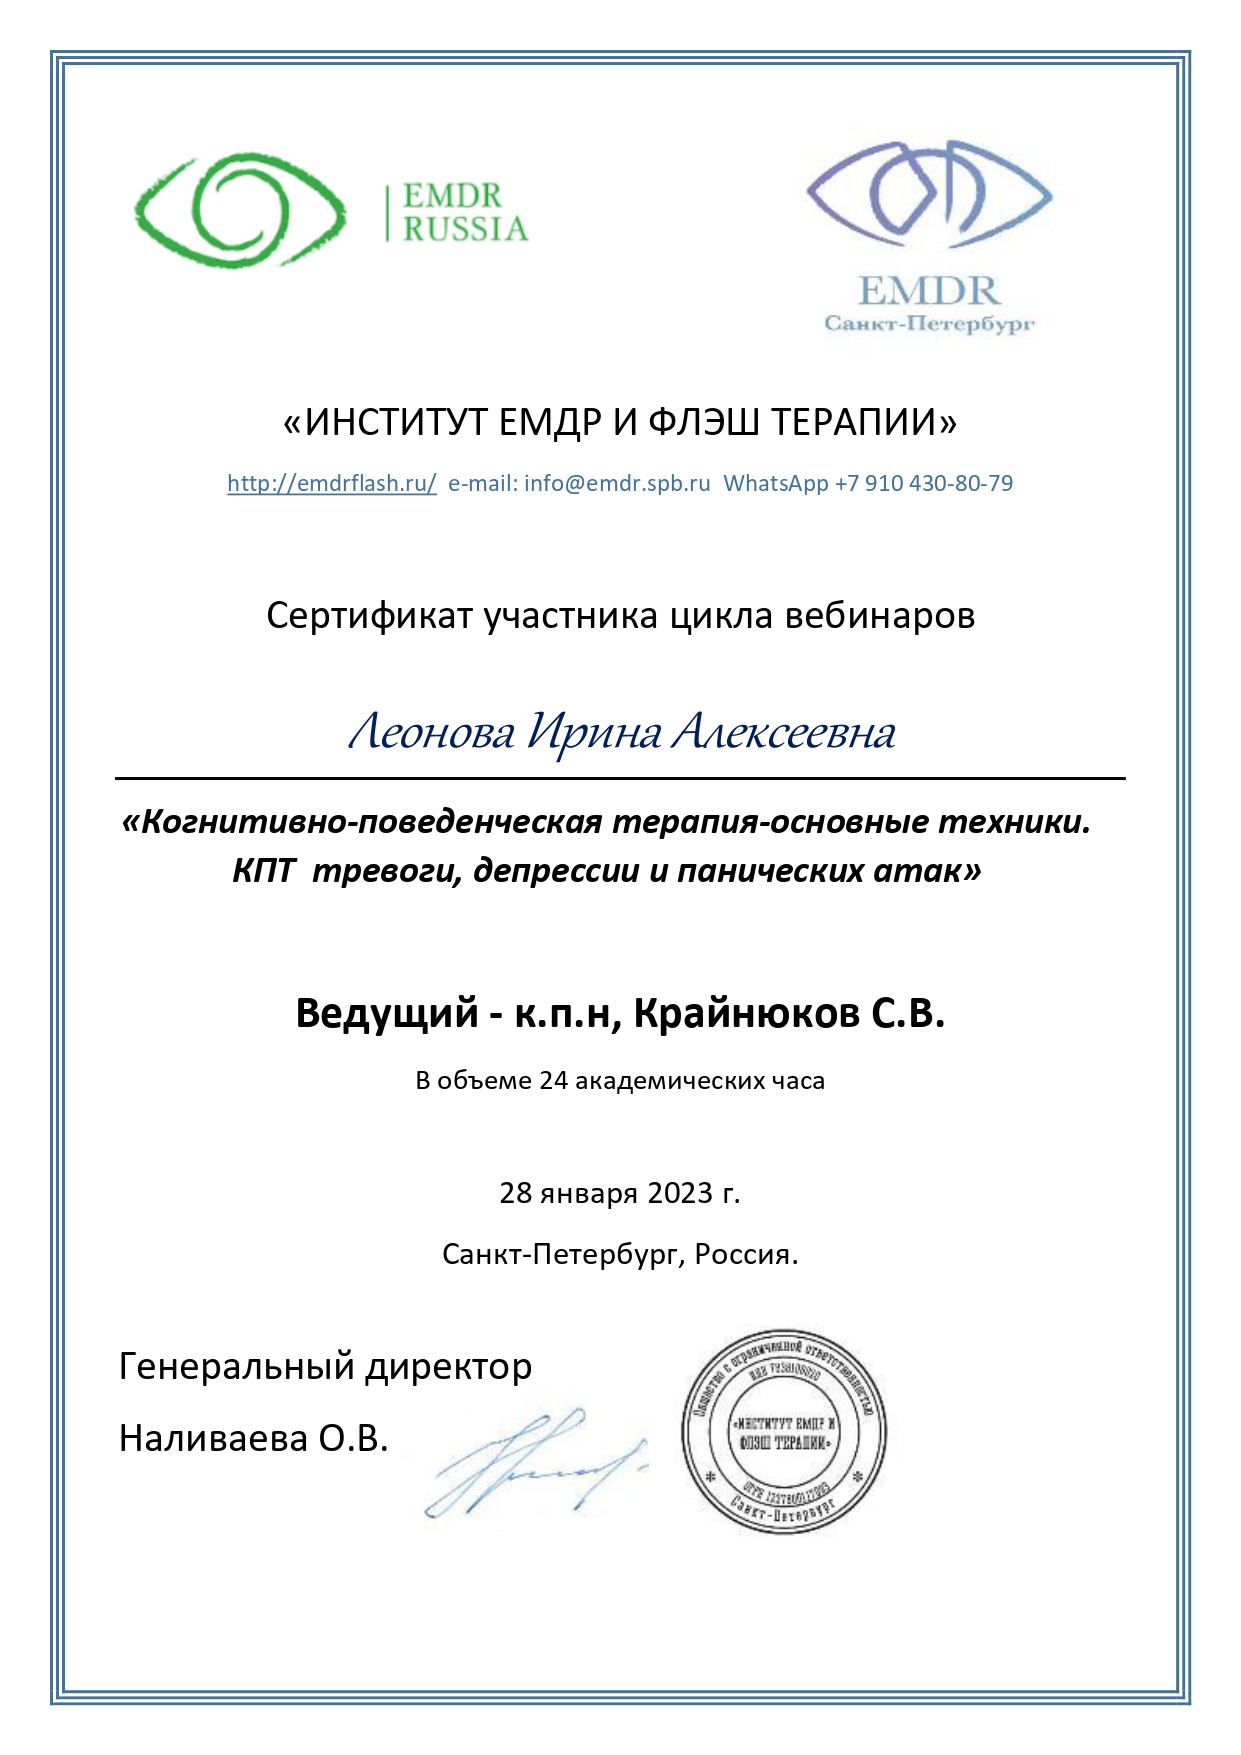 EMDR
RUSSIA
EMDR
Санкт-Петербург
«ИНСТИТУТ ЕМДР И ФЛЭШ ТЕРАПИИ»
http://emdrflash.ru/ e-mail: info@emdr.spb.ru WhatsApp +7 910 430-80-79
Сертификат участника цикла вебинаров
Леонова Ирина Алексеевна
«Когнитивно-поведенческая терапия-основные техники.
КПТ тревоги, депрессии и панических атак»
Ведущий - к.п.н, Крайнюков С.В.
В объеме 24 академических часа
28 января 2023 г.
Санкт-Петербург, Россия.
Генеральный директор
Наливаева О.В.
Общество с ограниченной ответственностью
ИНН
«ИНСТИТУТ ЕМДР И
ФЛЭШ ТЕРАПИИ»
ОГРН
Санкт-Петербург